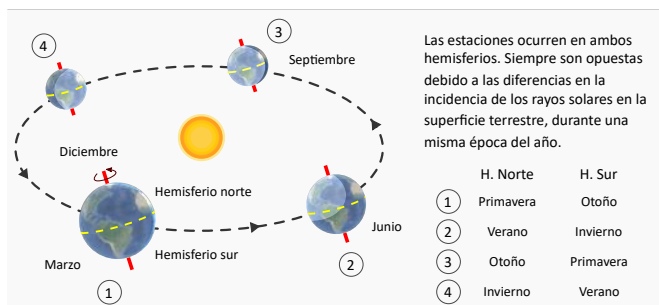 4
3
Septiembre
Diciembre
Hemisferio norte
Junio
Marzo
Hemisferio sur
1
2
Las estaciones ocurren en ambos
hemisferios. Siempre son opuestas
debido a las diferencias en la
incidencia de los rayos solares en la
superficie terrestre, durante una
misma época del año.
H. Norte H. Sur
1 Primavera Otoño
2 Verano Invierno
3 Otoño Primavera
4 Invierno Verano